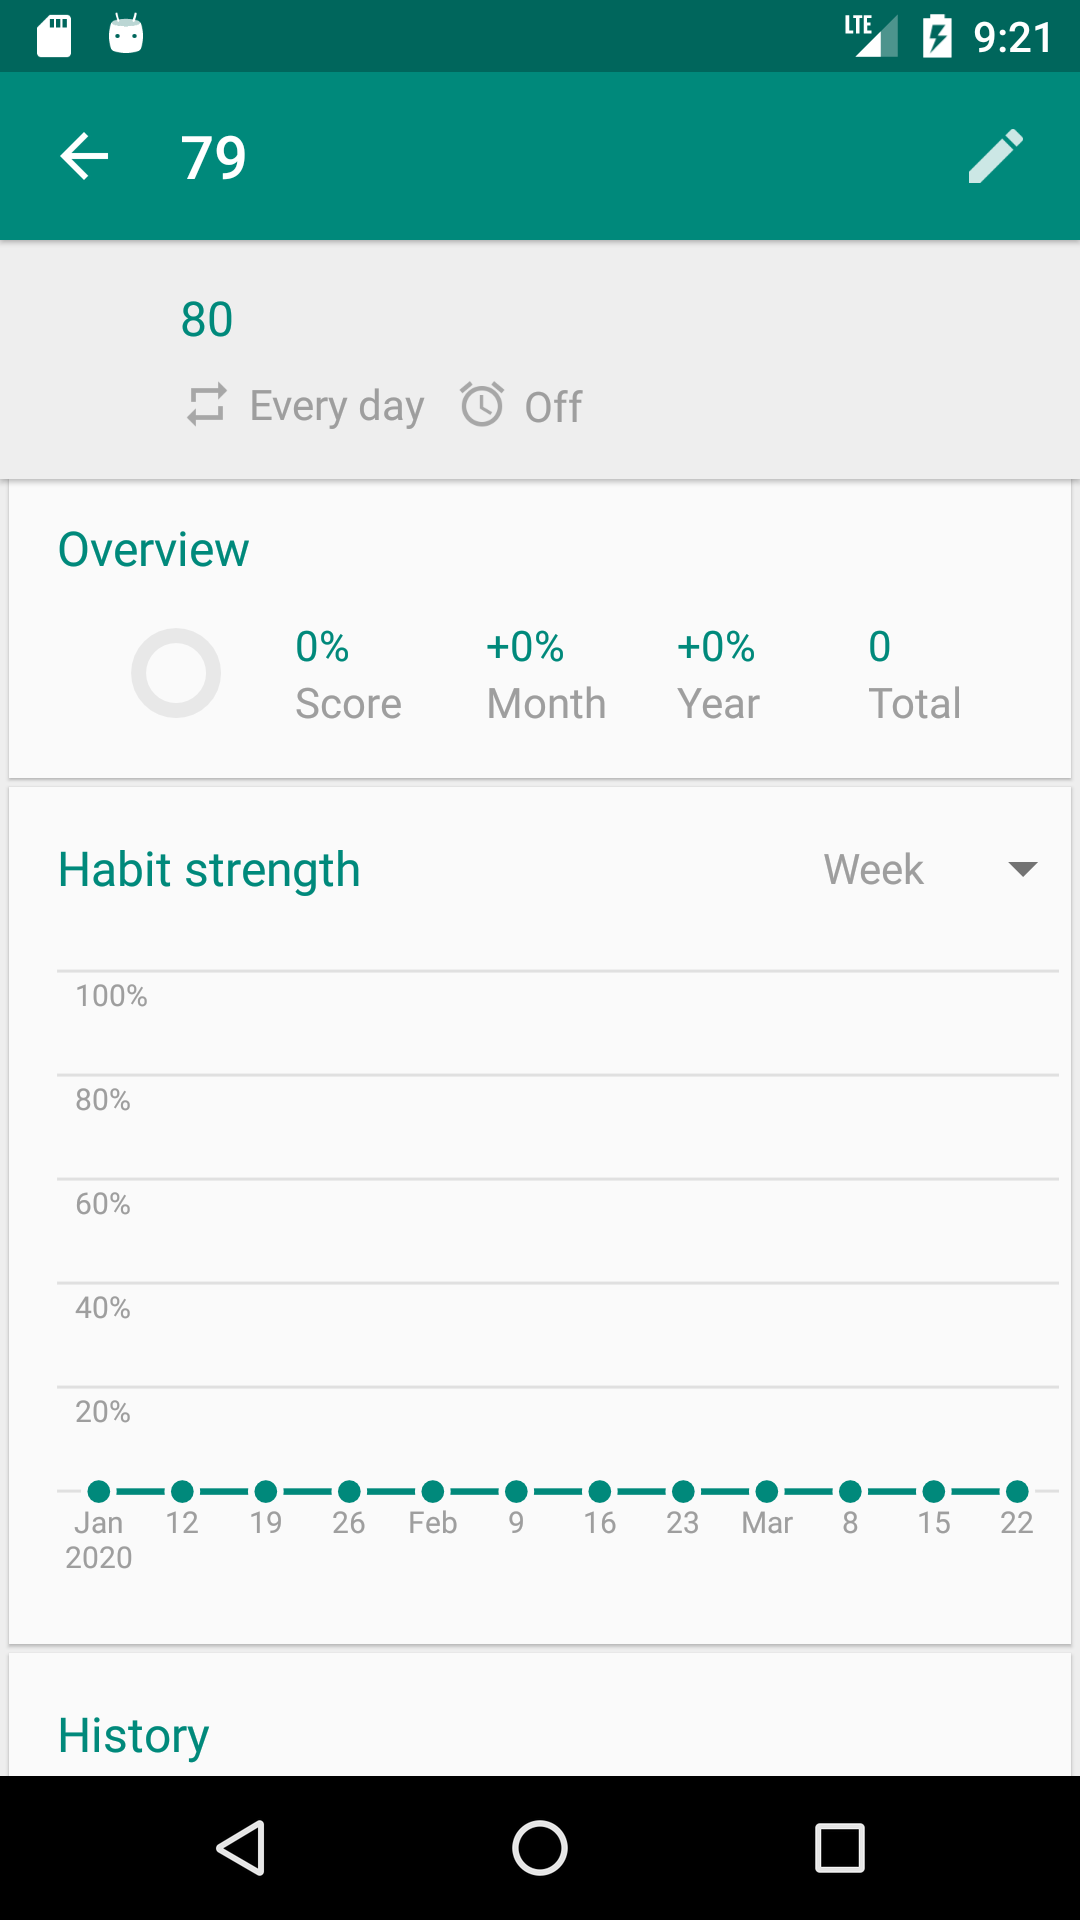 LTE 9:21
79
80
Every day Off
Overview
0% +0% +0% 0
Score Month Year Total
Habit strength Week
100%
80%
60%
40%
20%
Jan 12 19 26 Feb 9 16 23 Mar 8 15 22
2020
History